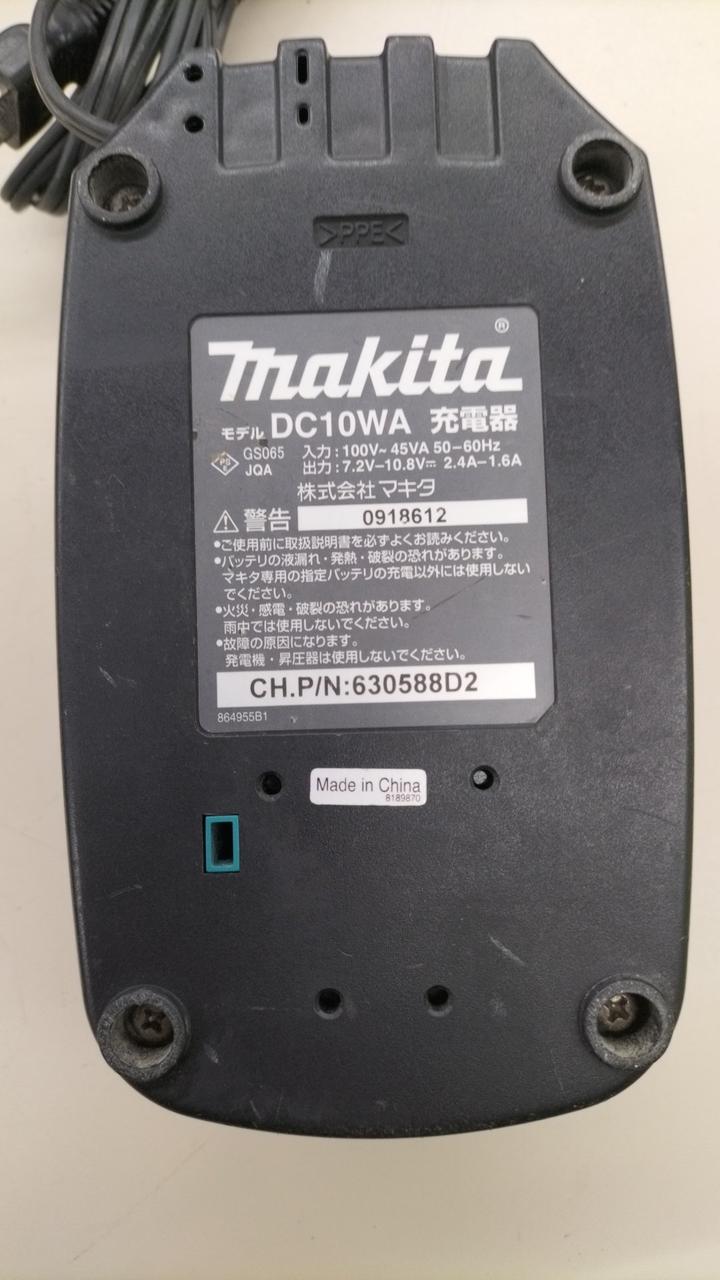 >PPE<
makita®
モデル DC10WA 充電器
PS E GS065 JQA
入力：100V～ 45VA 50－60Hz
出力：7.2V－10.8V⎓ 2.4A－1.6A
株式会社マキタ
⚠警告 0918612
●ご使用前に取扱説明書を必ずよくお読みください。
●バッテリの液漏れ・発熱・破裂の恐れがあります。
マキタ専用の指定バッテリの充電以外には使用しない
でください。
●火災・感電・破裂の恐れがあります。
雨中では使用しないでください。
●故障の原因になります。
発電機・昇圧器は使用しないでください。
CH.P/N:630588D2
864955B1
Made in China
8189870